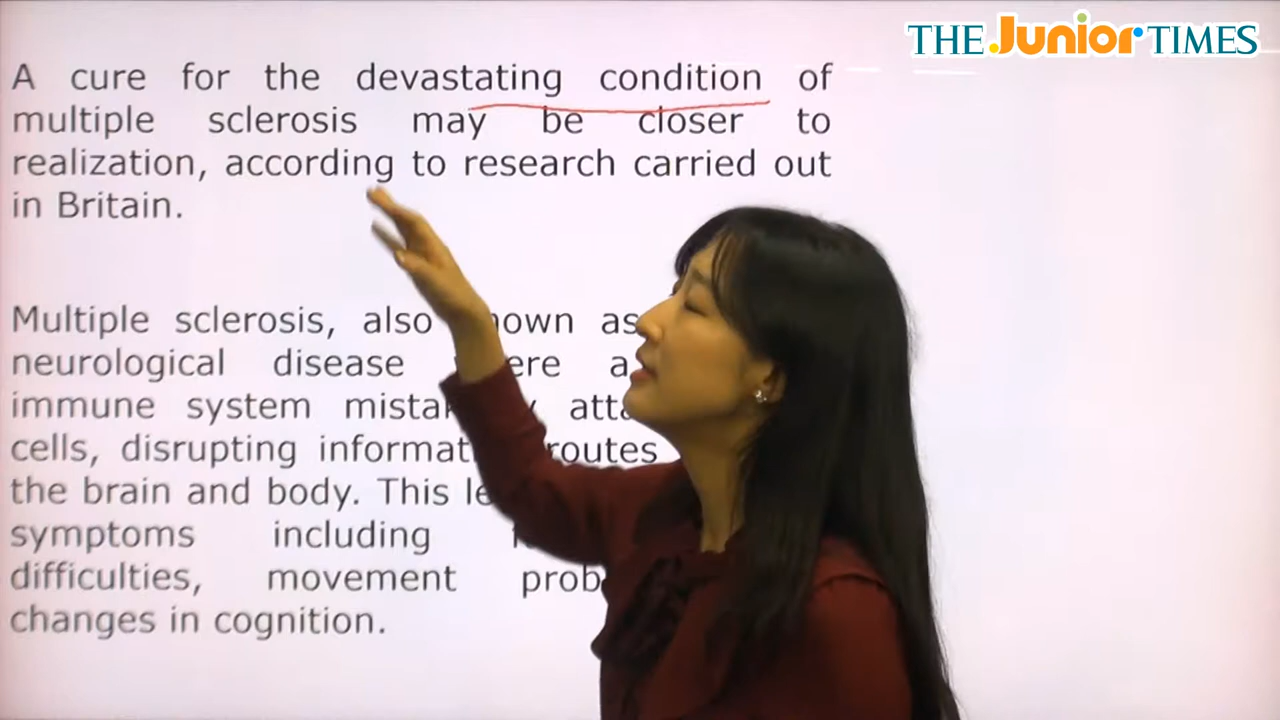 THE Junior TIMES
A cure for the devastating condition of
multiple sclerosis may be closer to
realization, according to research carried out
in Britain.
Multiple sclerosis, also as
neurological disease
immune system
cells, disrupting routes
the brain and body. This
symptoms including
difficulties, movement
changes in cognition.